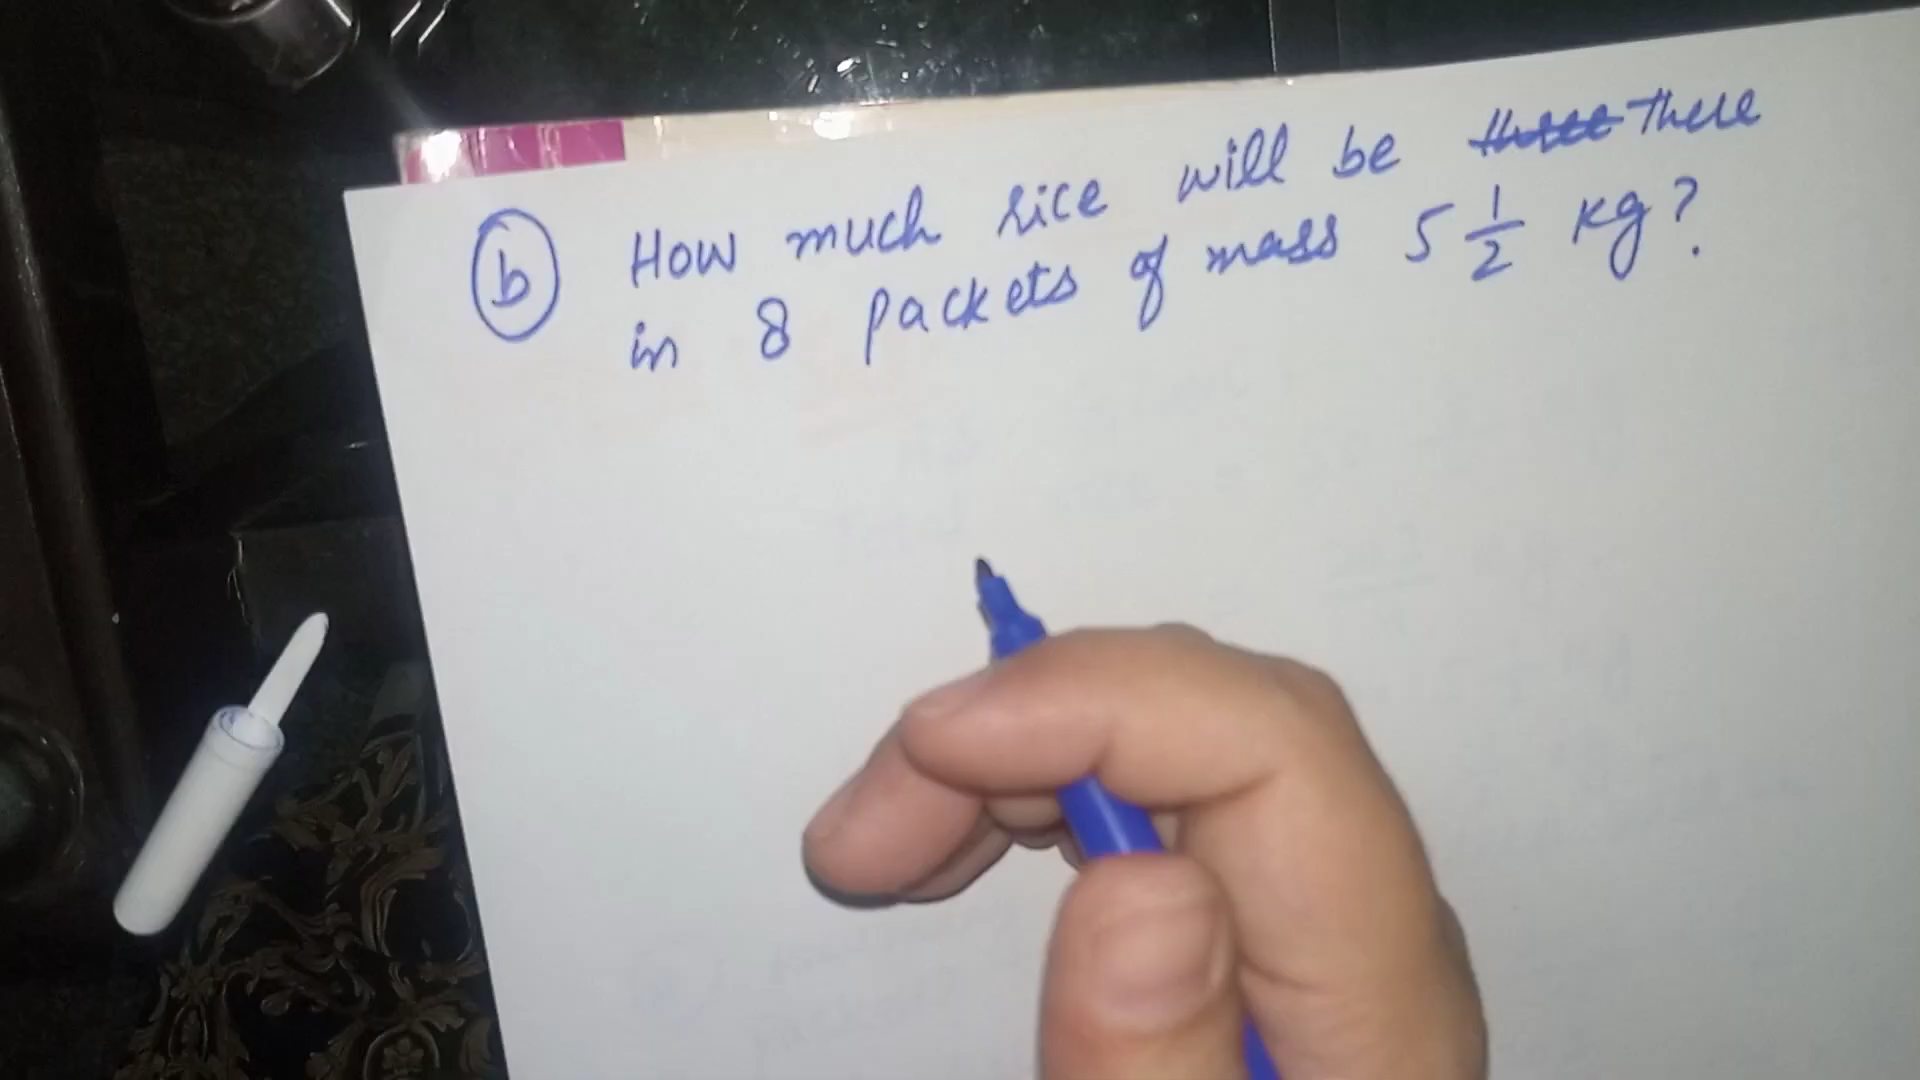 b How much rice will be there
in 8 packets of mass 5 1/2 kg?